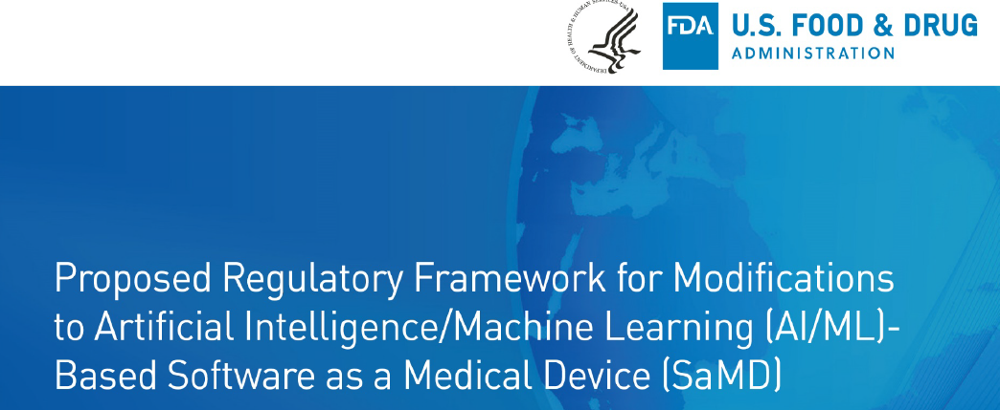 DEPARTMENT OF HEALTH & HUMAN SERVICES·USA
FDA
U.S. FOOD & DRUG
ADMINISTRATION
Proposed Regulatory Framework for Modifications
to Artificial Intelligence/Machine Learning (AI/ML)-
Based Software as a Medical Device (SaMD)